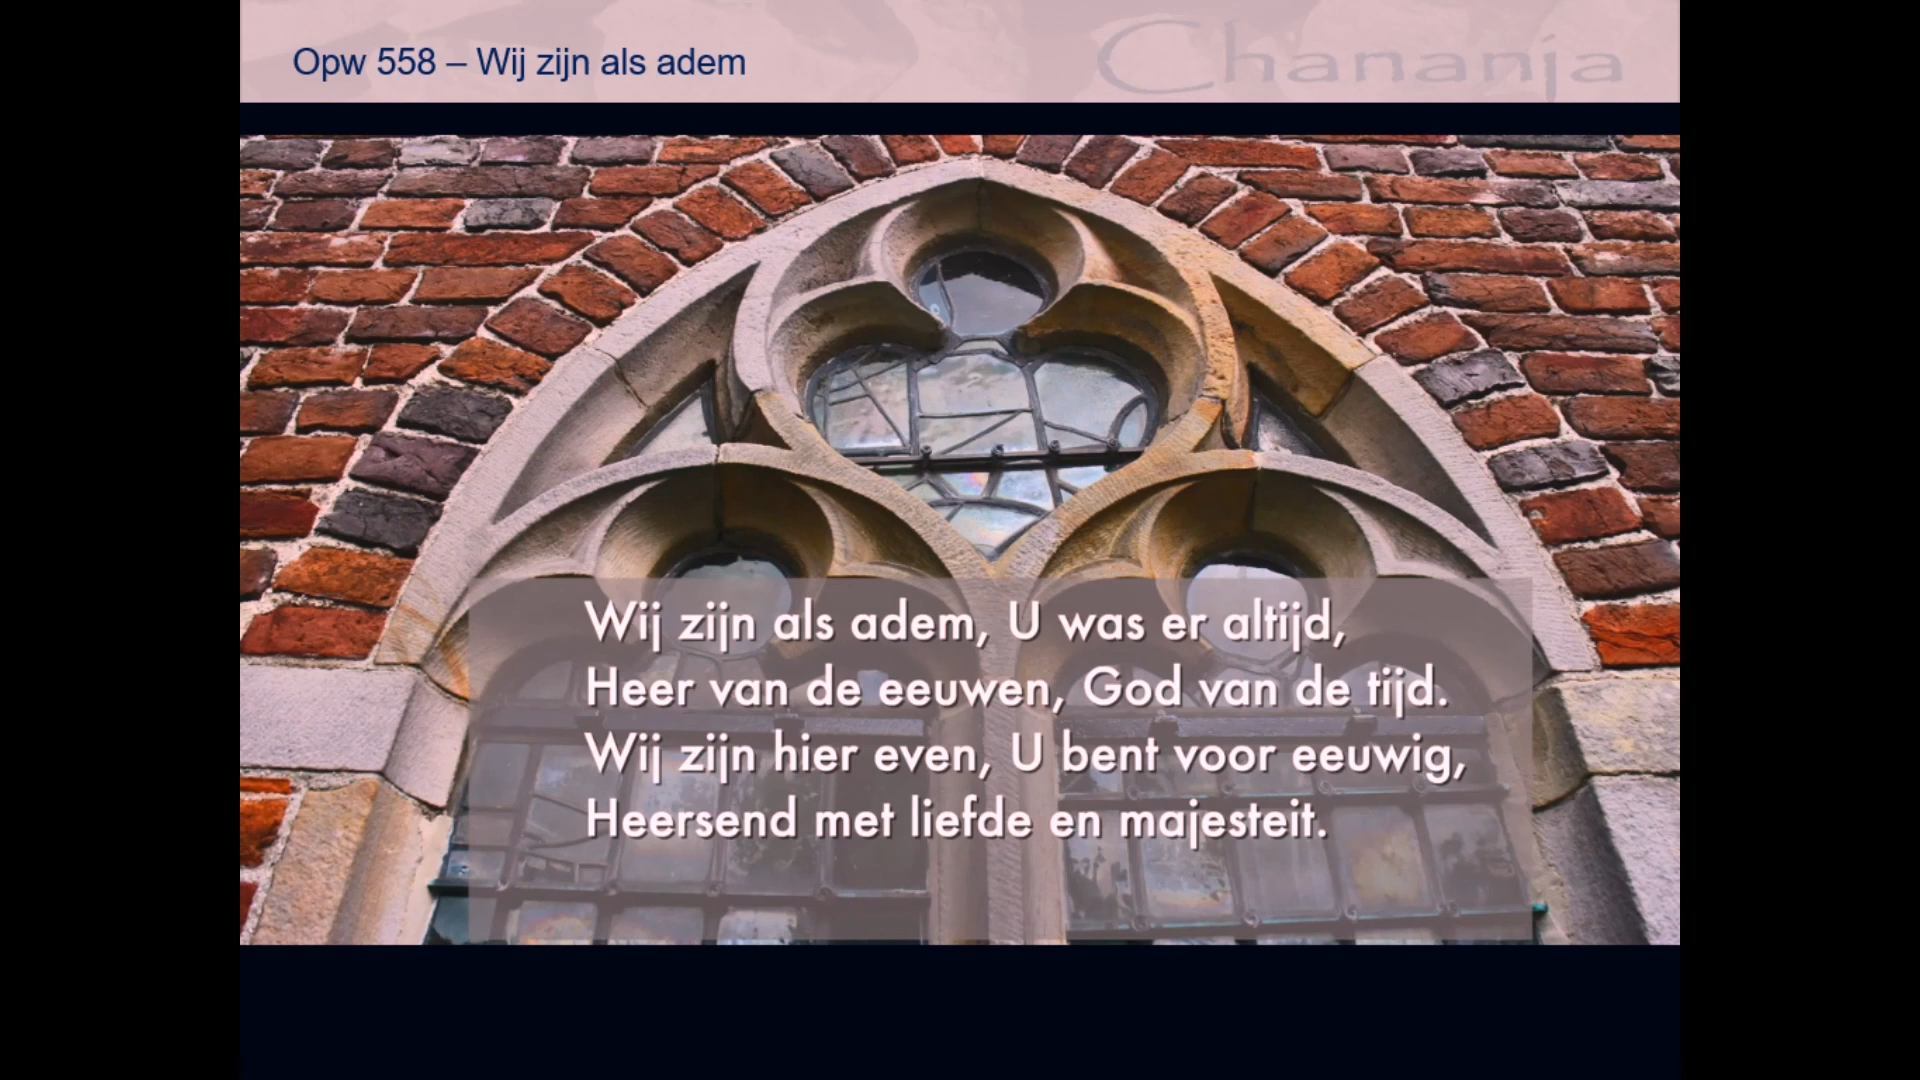 Opw 558 – Wij zijn als adem
Chananja
Wij zijn als adem, U was er altijd,
Heer van de eeuwen, God van de tijd.
Wij zijn hier even, U bent voor eeuwig,
Heersend met liefde en majesteit.